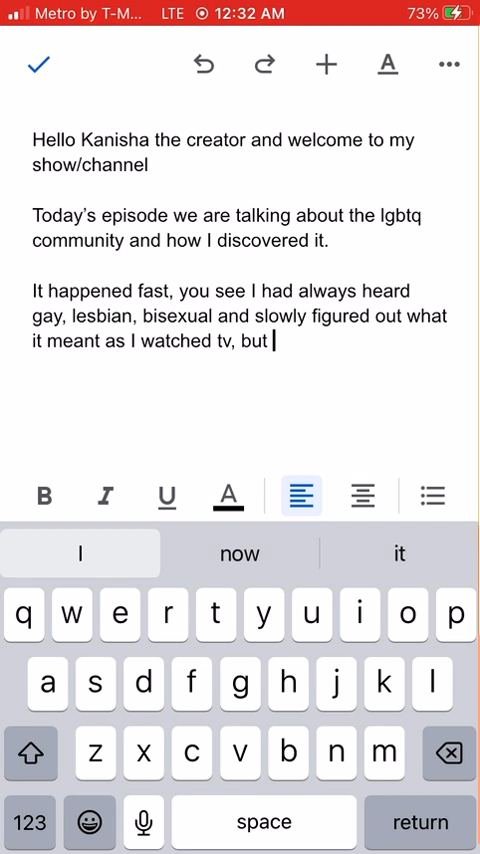 Metro by T-M... LTE 12:32 AM 73%
A
Hello Kanisha the creator and welcome to my
show/channel
Today's episode we are talking about the lgbtq
community and how I discovered it.
It happened fast, you see I had always heard
gay, lesbian, bisexual and slowly figured out what
it meant as I watched tv, but
B I U A
I now it
q w e r t y u i o p
a s d f g h j k l
z x c v b n m
123 space return